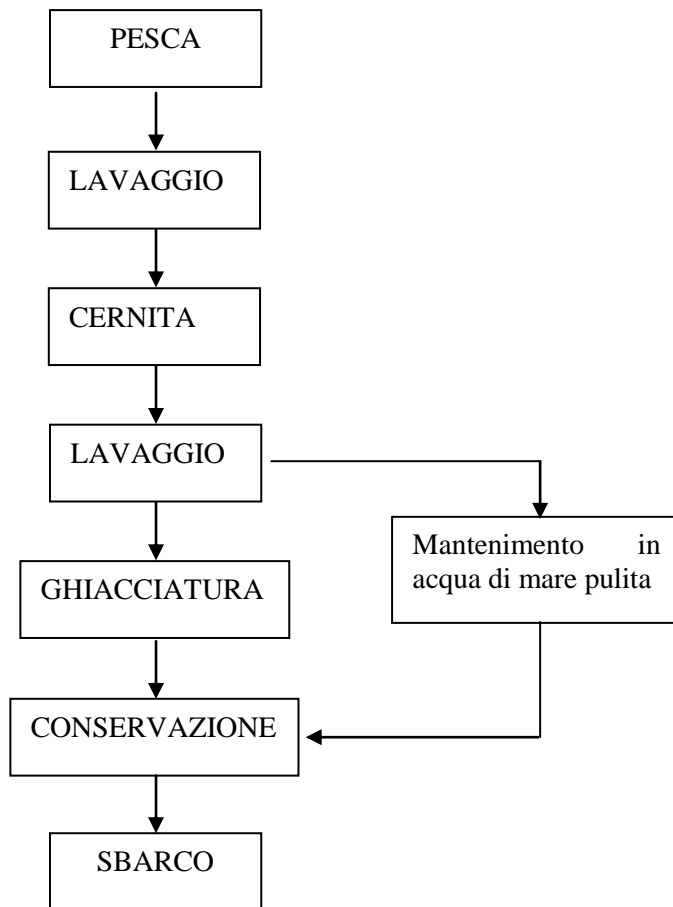 PESCA
LAVAGGIO
CERNITA
LAVAGGIO
Mantenimento in
acqua di mare pulita
GHIACCIATURA
CONSERVAZIONE
SBARCO